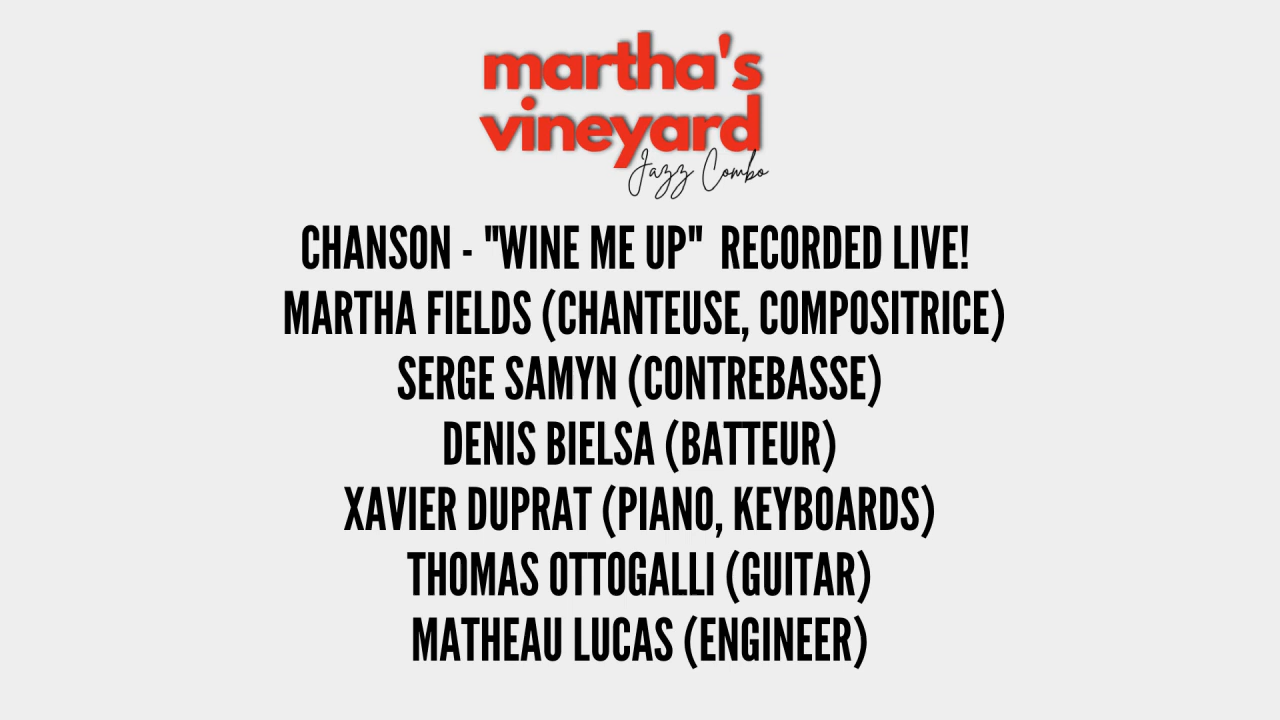 martha's
vineyard
Jazz Combo
CHANSON - "WINE ME UP" RECORDED LIVE!
MARTHA FIELDS (CHANTEUSE, COMPOSITRICE)
SERGE SAMYN (CONTREBASSE)
DENIS BIELSA (BATTEUR)
XAVIER DUPRAT (PIANO, KEYBOARDS)
THOMAS OTTOGALLI (GUITAR)
MATHEAU LUCAS (ENGINEER)